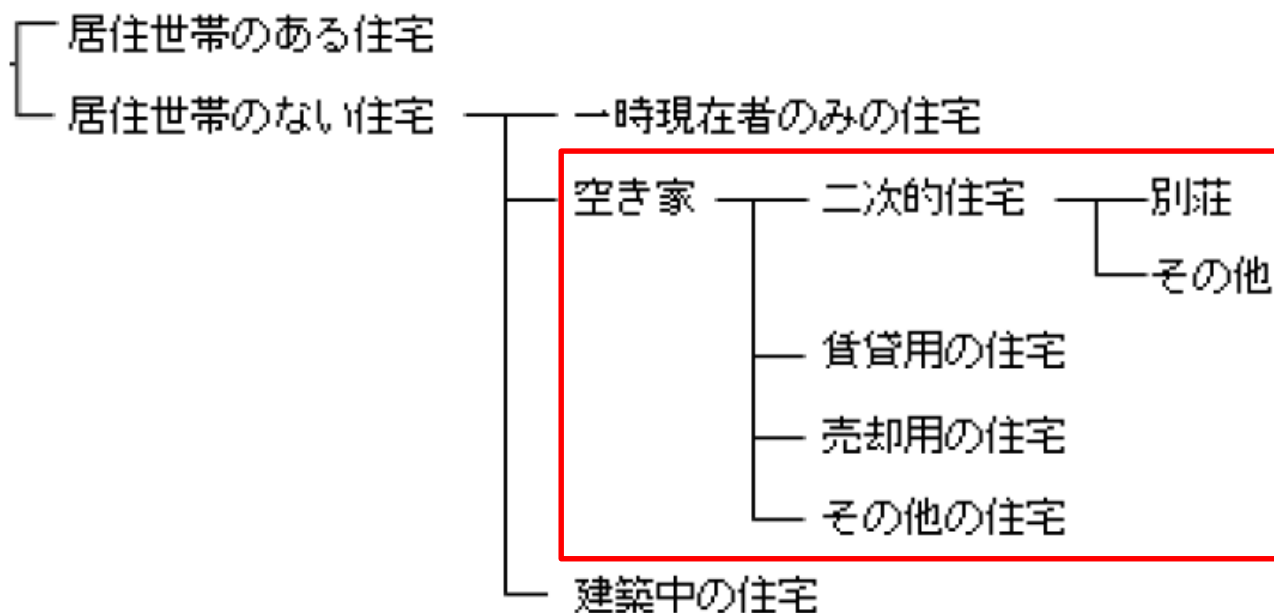 居住世帯のある住宅
居住世帯のない住宅 一時現在者のみの住宅
空き家 二次的住宅 別荘
その他
賃貸用の住宅
売却用の住宅
その他の住宅
建築中の住宅